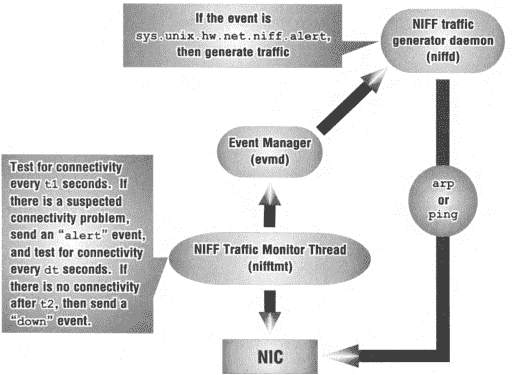 If the event is
sys.unix.hw.net.niff.alert,
then generate traffic
NIFF traffic
generator daemon
(niffd)
Event Manager
(evmd)
arp
or
ping
Test for connectivity
every t1 seconds. If
there is a suspected
connectivity problem,
send an "alert" event,
and test for connectivity
every dt seconds. If
there is no connectivity
after t2, then send a
"down" event.
NIFF Traffic Monitor Thread
(nifftmt)
NIC